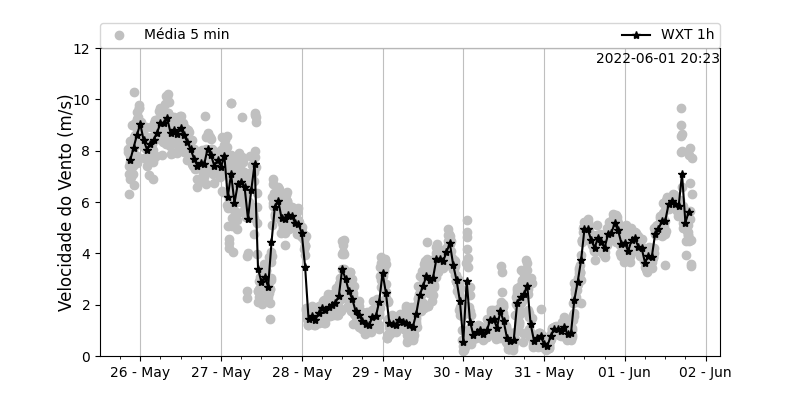 Média 5 min
WXT 1h
2022-06-01 20:23
Velocidade do Vento (m/s)
12
10
8
6
4
2
0
26 - May 27 - May 28 - May 29 - May 30 - May 31 - May 01 - Jun 02 - Jun